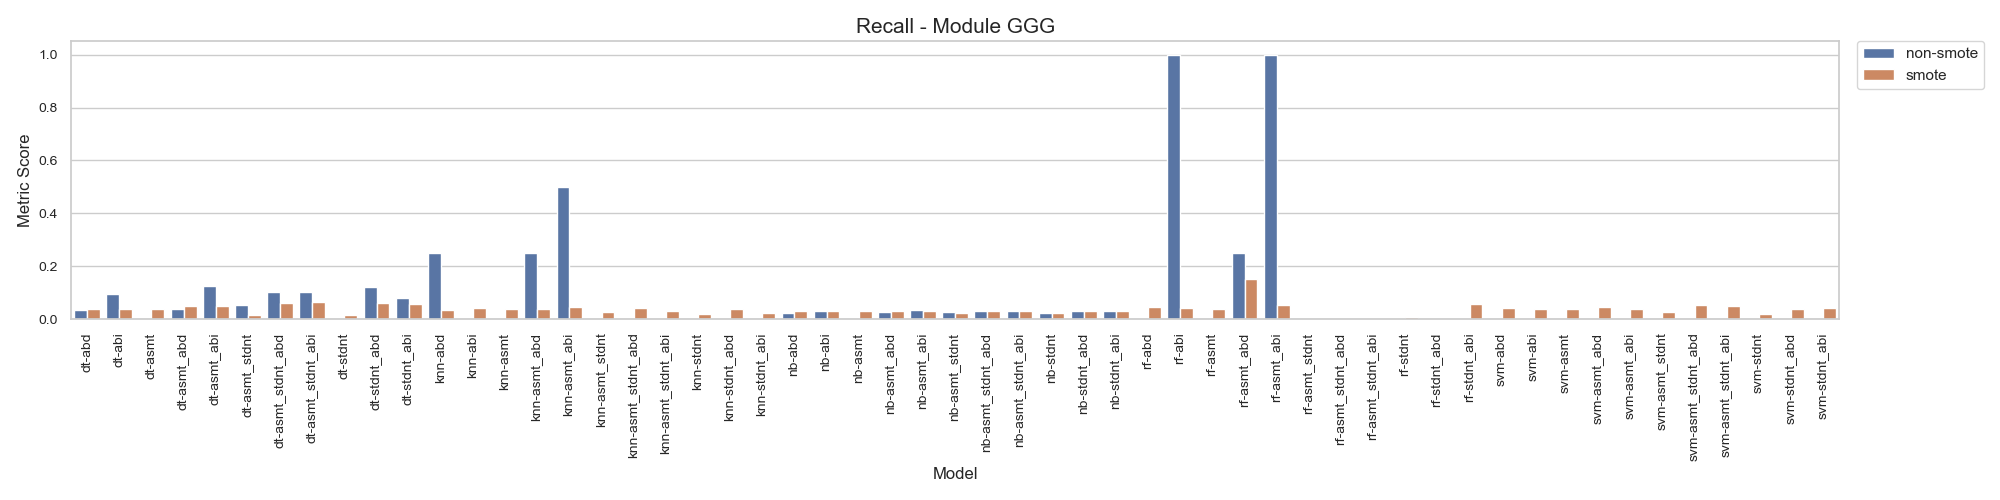 Recall - Module GGG
non-smote
smote
Metric Score
1.0
0.8
0.6
0.4
0.2
0.0
dt-abd
dt-abi
dt-asmt
dt-asmt_abd
dt-asmt_abi
dt-asmt_stdnt
dt-asmt_stdnt_abd
dt-asmt_stdnt_abi
dt-stdnt
dt-stdnt_abd
dt-stdnt_abi
knn-abd
knn-abi
knn-asmt
knn-asmt_abd
knn-asmt_abi
knn-asmt_stdnt
knn-asmt_stdnt_abd
knn-asmt_stdnt_abi
knn-stdnt
knn-stdnt_abd
knn-stdnt_abi
nb-abd
nb-abi
nb-asmt
nb-asmt_abd
nb-asmt_abi
nb-asmt_stdnt
nb-asmt_stdnt_abd
nb-asmt_stdnt_abi
nb-stdnt
nb-stdnt_abd
nb-stdnt_abi
rf-abd
rf-abi
rf-asmt
rf-asmt_abd
rf-asmt_abi
rf-asmt_stdnt
rf-asmt_stdnt_abd
rf-asmt_stdnt_abi
rf-stdnt
rf-stdnt_abd
rf-stdnt_abi
svm-abd
svm-abi
svm-asmt
svm-asmt_abd
svm-asmt_abi
svm-asmt_stdnt
svm-asmt_stdnt_abd
svm-asmt_stdnt_abi
svm-stdnt
svm-stdnt_abd
svm-stdnt_abi
Model